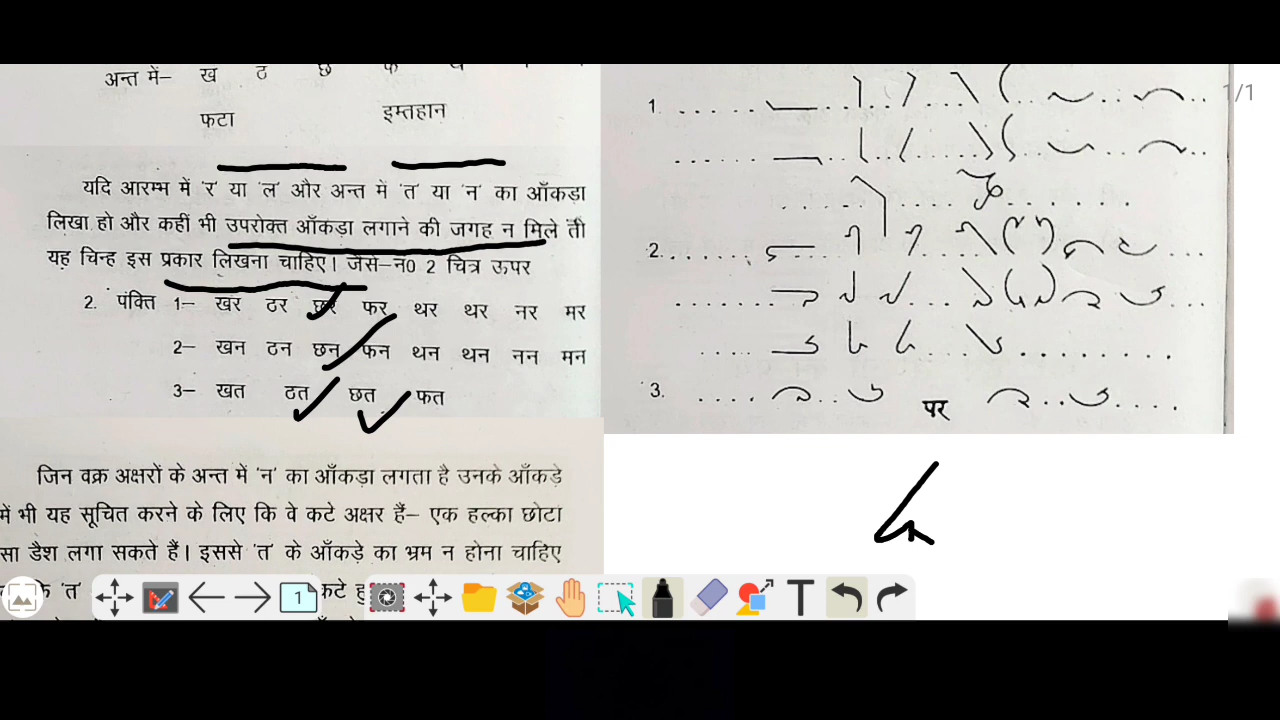 अन्त में– ख ठ छ फ
फटा इम्तहान
यदि आरम्भ में 'र' या 'ल' और अन्त में 'त' या 'न' का आँकड़ा
लिखा हो और कहीं भी उपरोक्त आँकड़ा लगाने की जगह न मिले तो
यह चिन्ह इस प्रकार लिखना चाहिए। जैसे–न0 2 चित्र ऊपर
2. पंक्ति 1– खर ठर छर फर थर थर नर मर
2– खन ठन छन फन थन थन नन मन
3– खत ठत छत फत
जिन वक्र अक्षरों के अन्त में 'न' का आँकड़ा लगता है उनके आँकड़े
में भी यह सूचित करने के लिए कि वे कटे अक्षर हैं– एक हल्का छोटा
सा डैश लगा सकते हैं। इससे 'त' के आँकड़े का भ्रम न होना चाहिए
'त' कटे
1.
2.
3. पर
1/1
1
T